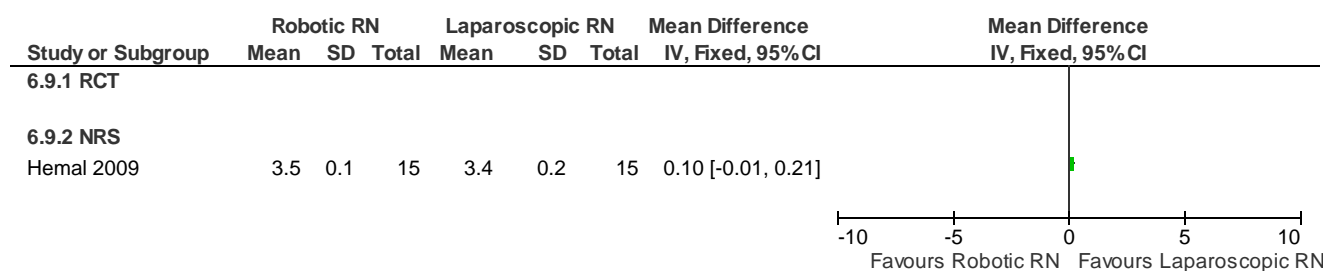 Robotic RN Laparoscopic RN Mean Difference Mean Difference
Study or Subgroup Mean SD Total Mean SD Total IV, Fixed, 95% CI IV, Fixed, 95% CI
6.9.1 RCT
6.9.2 NRS
Hemal 2009 3.5 0.1 15 3.4 0.2 15 0.10 [-0.01, 0.21]
-10 -5 0 5 10
Favours Robotic RN Favours Laparoscopic RN